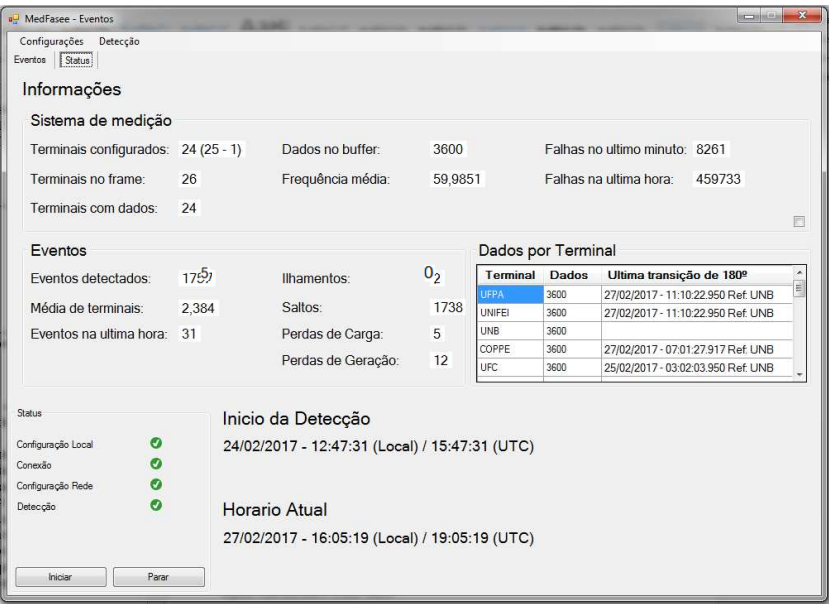 MedFasee - Eventos
Configurações Detecção
Eventos Status
Informações
Sistema de medição
Terminais configurados: 24 (25 - 1) Dados no buffer: 3600 Falhas no ultimo minuto: 8261
Terminais no frame: 26 Frequência média: 59,9851 Falhas na ultima hora: 459733
Terminais com dados: 24
Eventos
Eventos detectados: Ilhamentos: 0 2
Média de terminais: 2,384 Saltos: 1738
Eventos na ultima hora: 31 Perdas de Carga: 5
Perdas de Geração: 12
Dados por Terminal
Terminal Dados Ultima transição de 180º
UFPA 3600 27/02/2017 - 11:10:22.950 Ref: UNB
UNIFEI 3600 27/02/2017 - 11:10:22.950 Ref: UNB
UNB 3600
COPPE 3600 27/02/2017 - 07:01:27.917 Ref: UNB
UFC 3600 25/02/2017 - 03:02:03.950 Ref: UNB
Status
Configuração Local
Conexão
Configuração Rede
Detecção
Iniciar Parar
Inicio da Detecção
24/02/2017 - 12:47:31 (Local) / 15:47:31 (UTC)
Horario Atual
27/02/2017 - 16:05:19 (Local) / 19:05:19 (UTC)